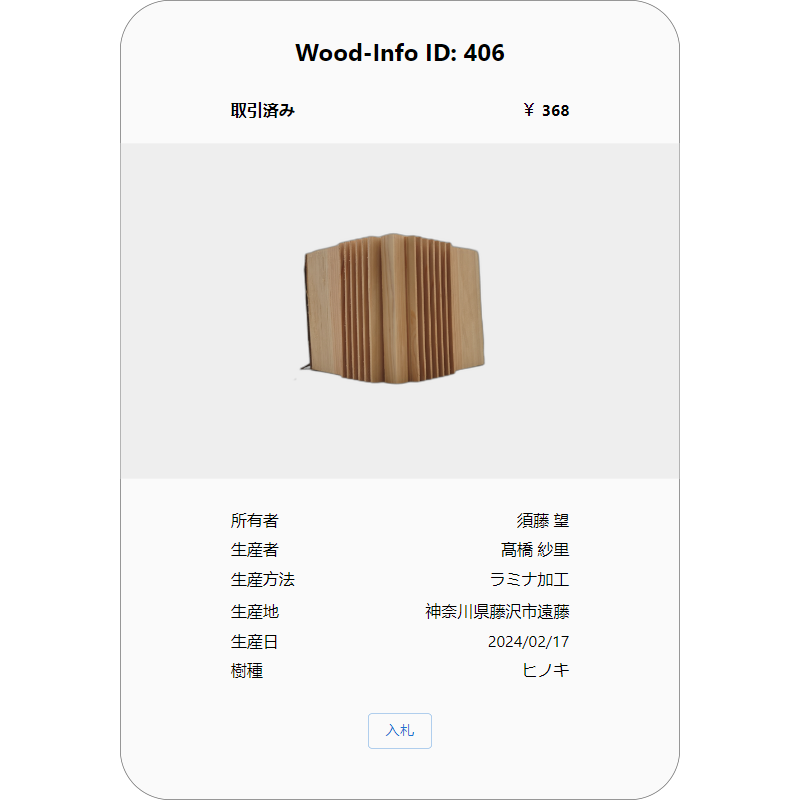 Wood-Info ID: 406
取引済み ￥ 368
所有者 須藤 望
生産者 髙橋 紗里
生産方法 ラミナ加工
生産地 神奈川県藤沢市遠藤
生産日 2024/02/17
樹種 ヒノキ
入札